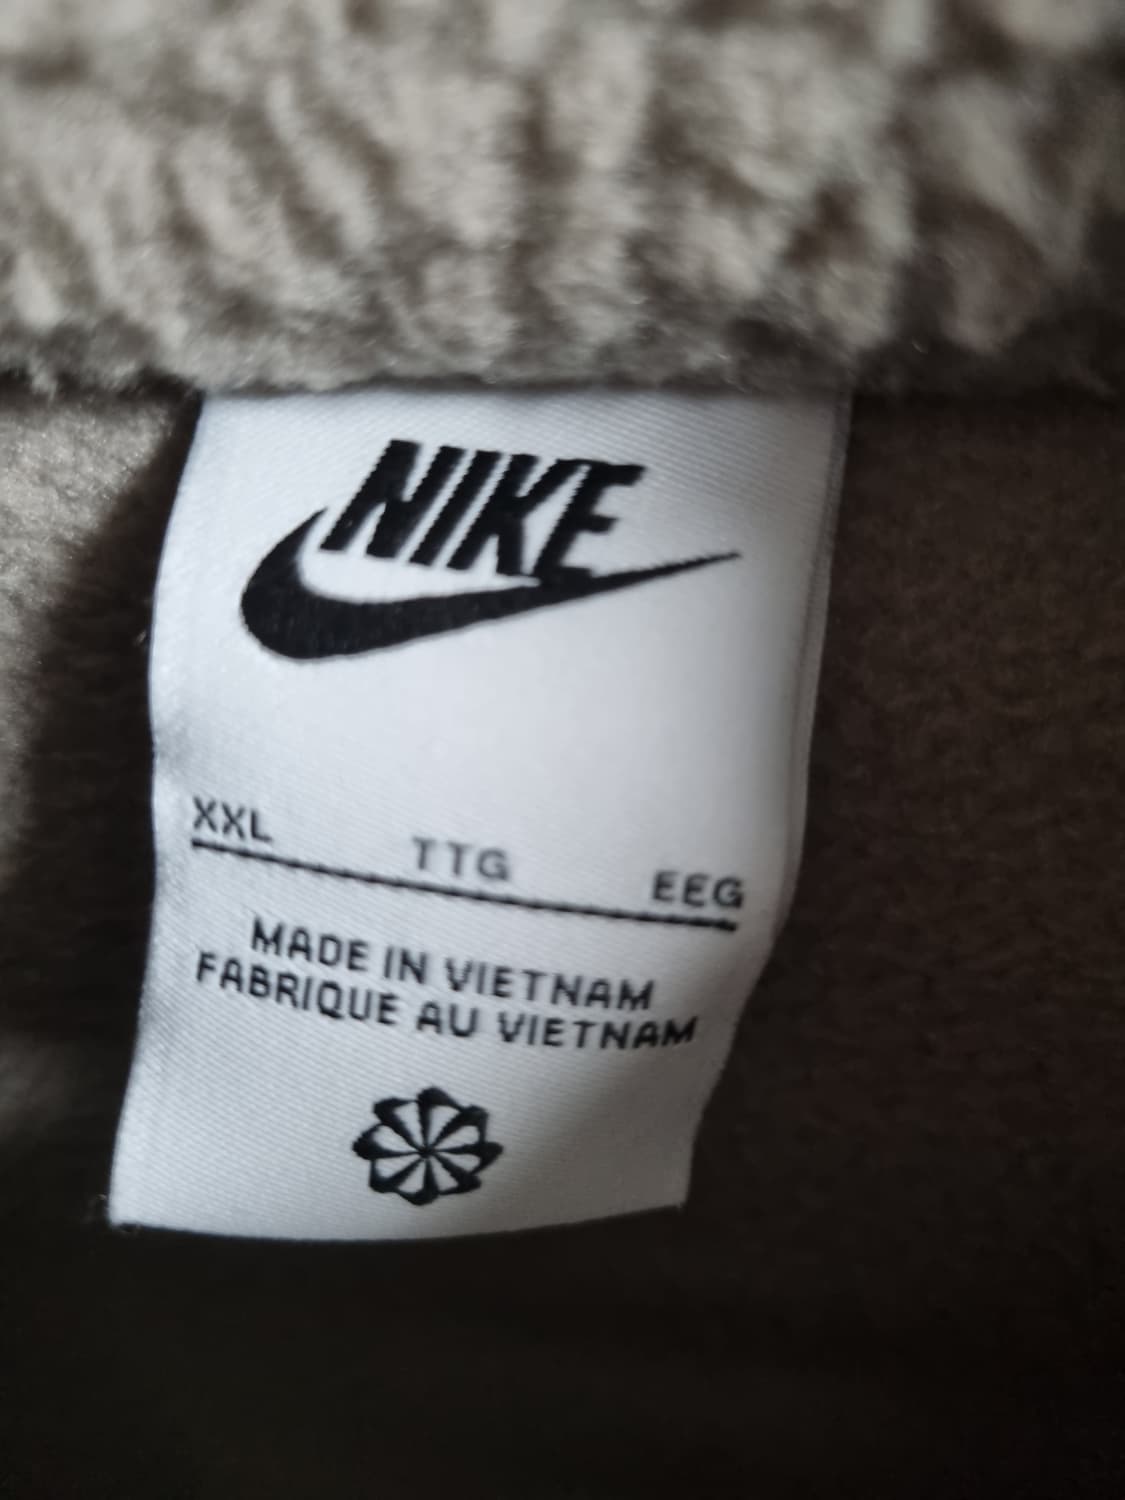 NIKE
XXL TTG EEG
MADE IN VIETNAM
FABRIQUE AU VIETNAM